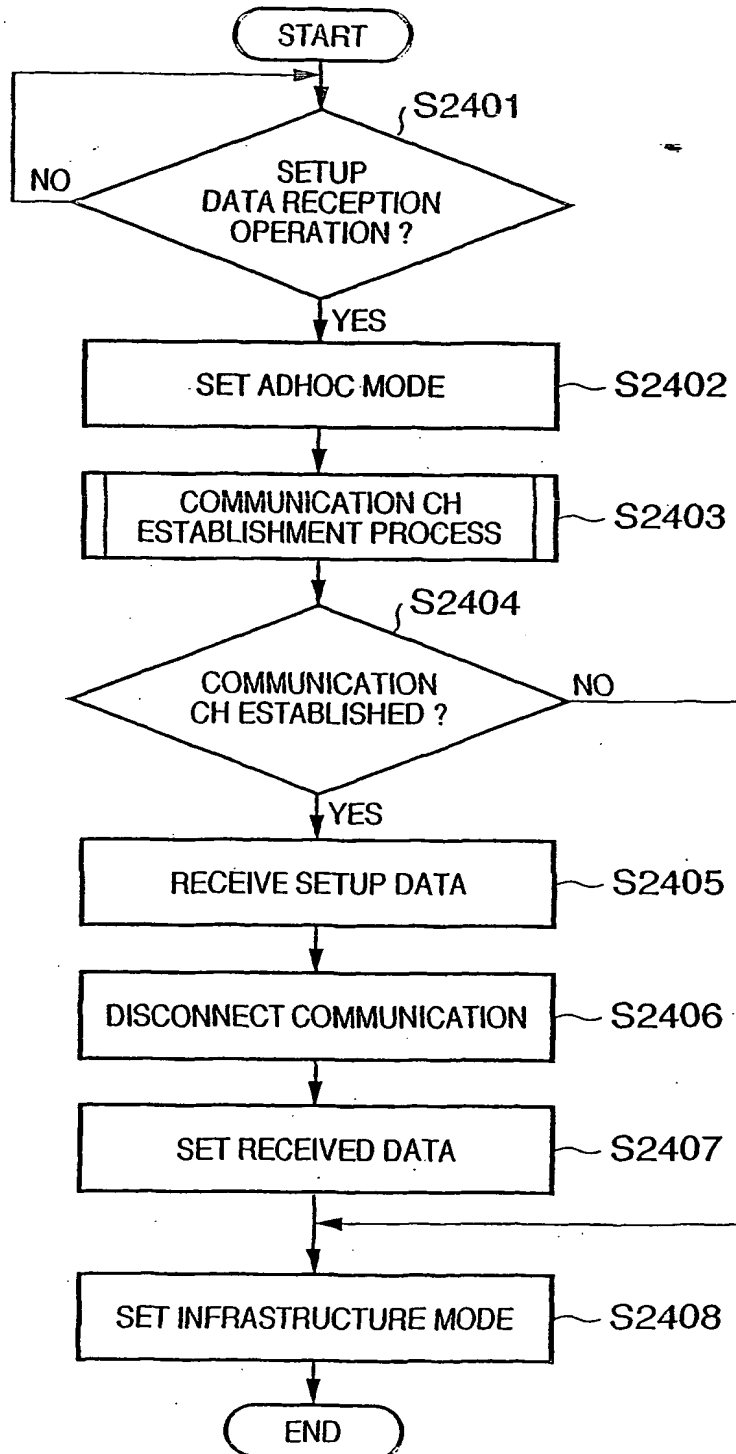 START
S2401
SETUP
DATA RECEPTION
OPERATION ?
NO
YES
SET ADHOC MODE
S2402
COMMUNICATION CH
ESTABLISHMENT PROCESS
S2403
S2404
COMMUNICATION
CH ESTABLISHED ?
NO
YES
RECEIVE SETUP DATA
S2405
DISCONNECT COMMUNICATION
S2406
SET RECEIVED DATA
S2407
SET INFRASTRUCTURE MODE
S2408
END